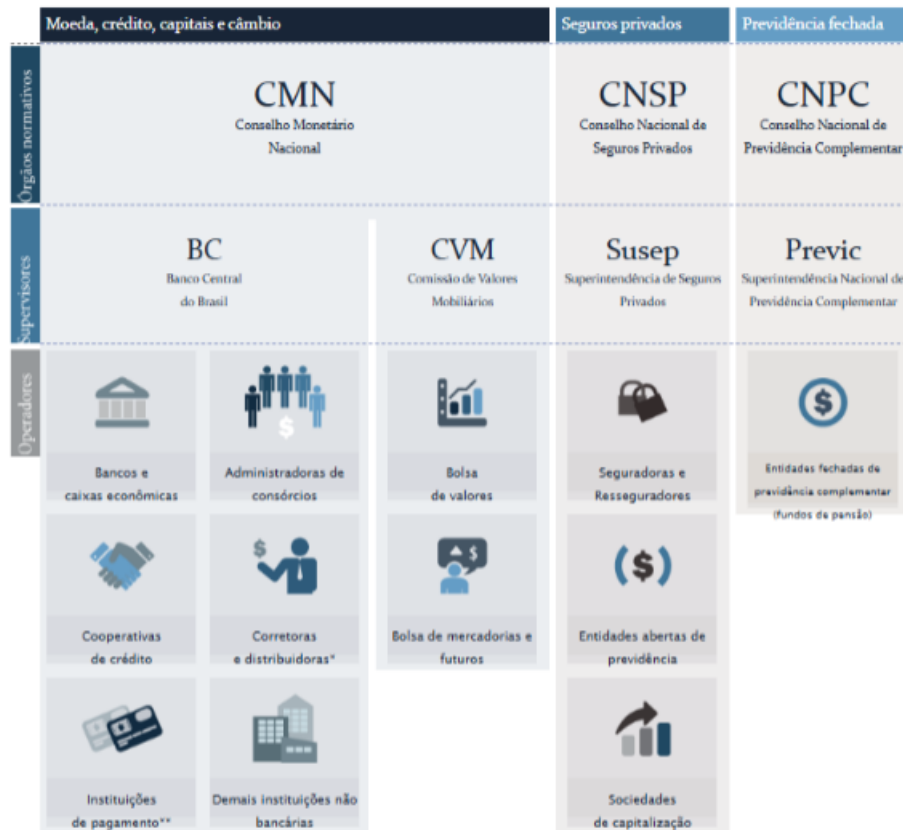 Moeda, crédito, capitais e câmbio
Seguros privados
Previdência fechada
Órgãos normativos
CMN
Conselho Monetário
Nacional
CNSP
Conselho Nacional de
Seguros Privados
CNPC
Conselho Nacional de
Previdência Complementar
Supervisores
BC
Banco Central
do Brasil
CVM
Comissão de Valores
Mobiliários
Susep
Superintendência de Seguros
Privados
Previc
Superintendência Nacional de
Previdência Complementar
Operadores
Bancos e
caixas econômicas
Administradoras de
consórcios
Bolsa
de valores
Seguradoras e
Resseguradores
Entidades fechadas de
previdência complementar
(fundos de pensão)
Cooperativas
de crédito
Corretoras
e distribuidoras*
Bolsa de mercadorias e
futuros
Entidades abertas de
previdência
Instituições
de pagamento**
Demais instituições não
bancárias
Sociedades
de capitalização